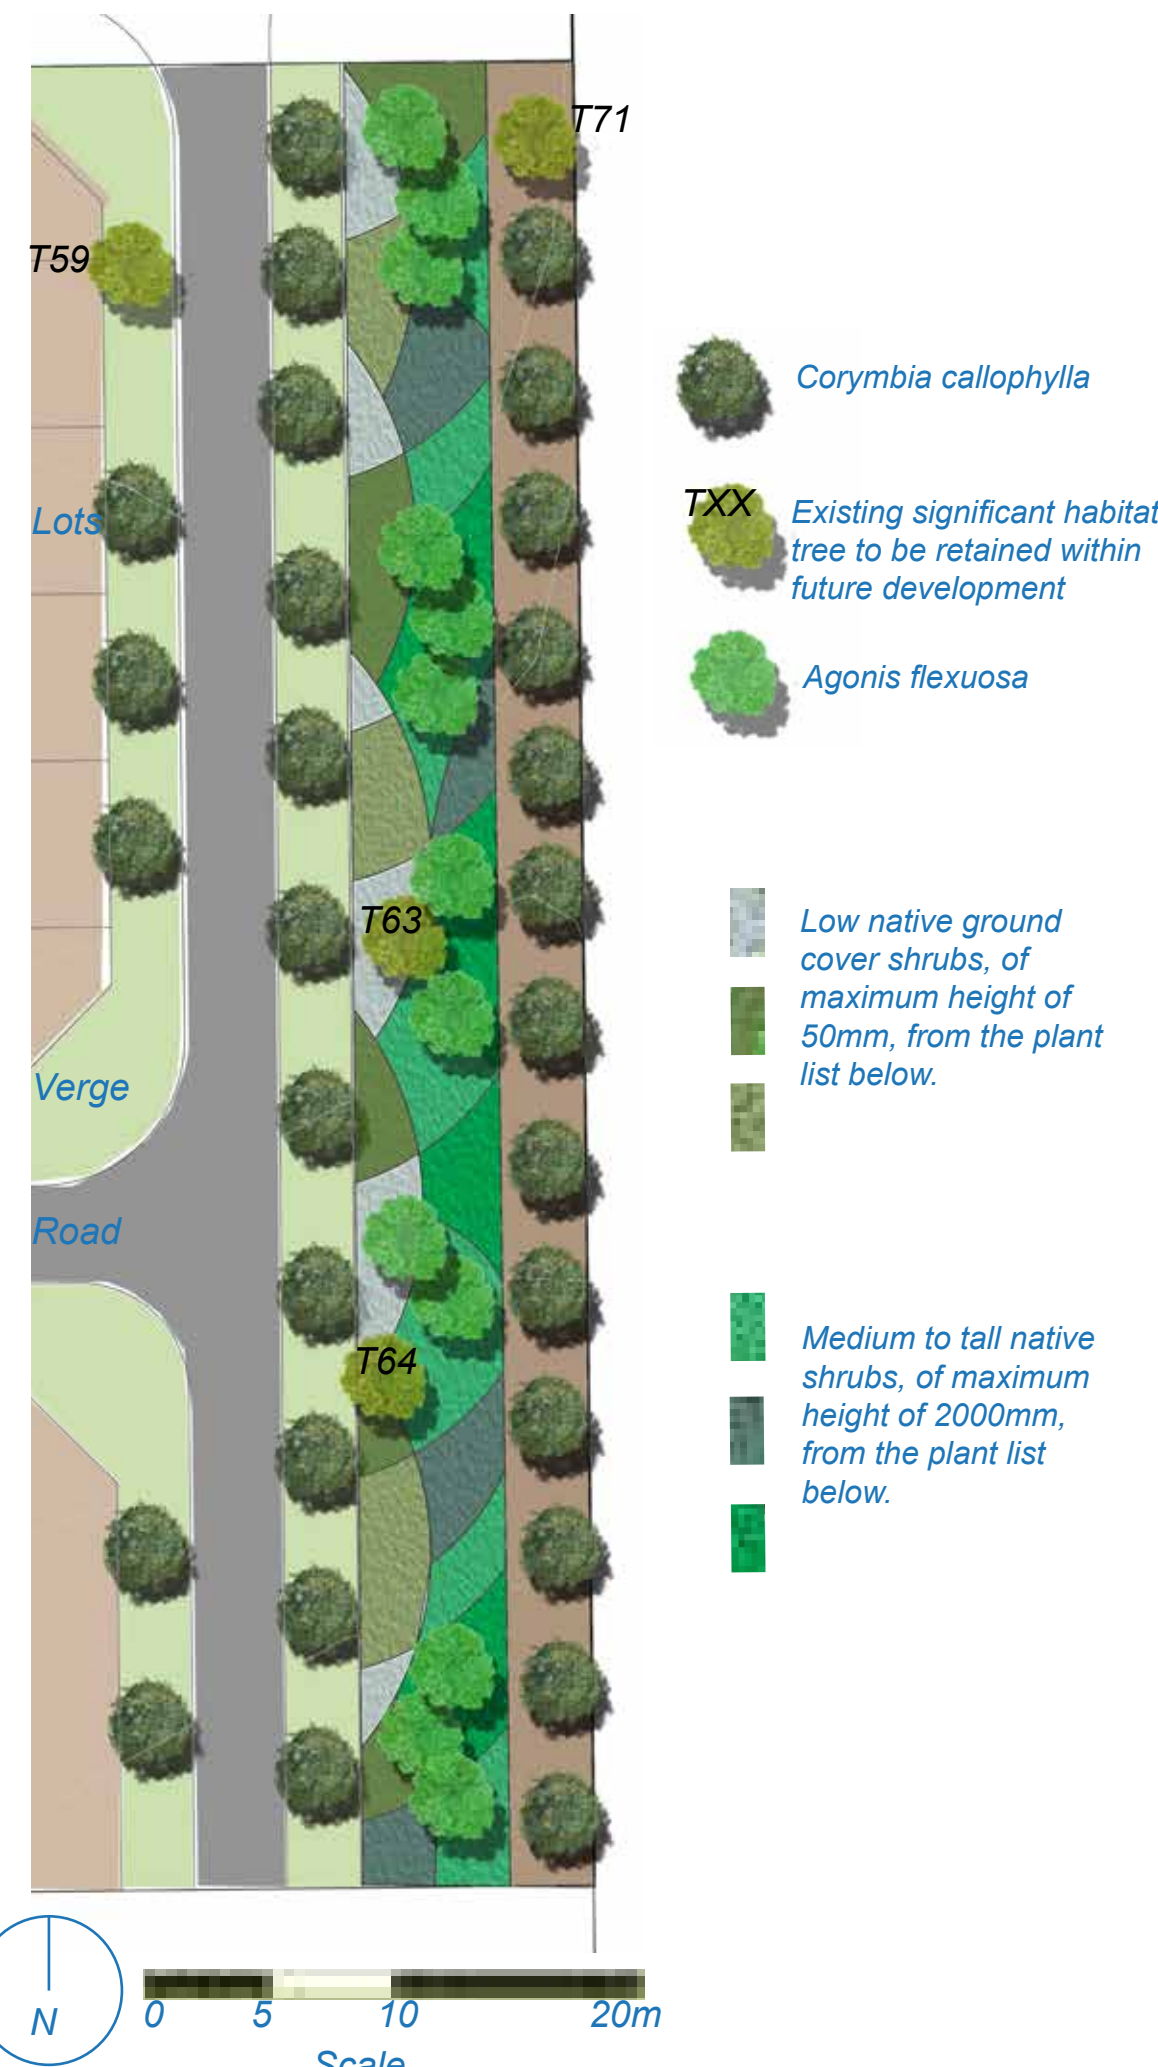 T71
T59
Corymbia callophylla
TXX
Existing significant habitat
tree to be retained within
future development
Lots
Agonis flexuosa
T63
Low native ground
cover shrubs, of
maximum height of
50mm, from the plant
list below.
Verge
Road
T64
Medium to tall native
shrubs, of maximum
height of 2000mm,
from the plant list
below.
N
0 5 10 20m
Scale